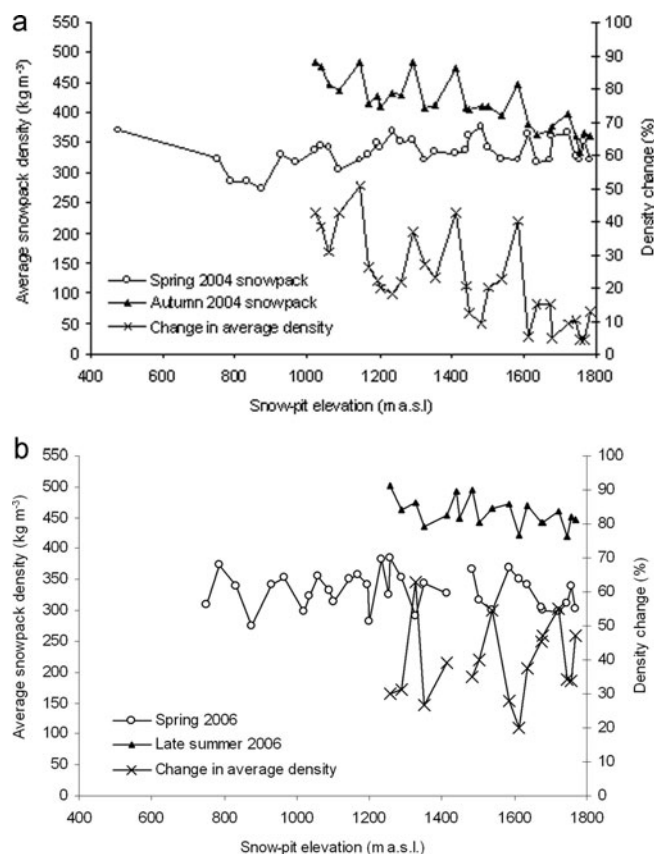 a
550
500
450
400
350
300
250
200
150
100
50
0
Average snowpack density (kg m⁻³)
100
90
80
70
60
50
40
30
20
10
0
Density change (%)
Spring 2004 snowpack
Autumn 2004 snowpack
Change in average density
400 600 800 1000 1200 1400 1600 1800
Snow-pit elevation (m a.s.l)
b
550
500
450
400
350
300
250
200
150
100
50
0
Average snowpack density (kg m⁻³)
100
90
80
70
60
50
40
30
20
10
0
Density change (%)
Spring 2006
Late summer 2006
Change in average density
400 600 800 1000 1200 1400 1600 1800
Snow-pit elevation (m a.s.l.)